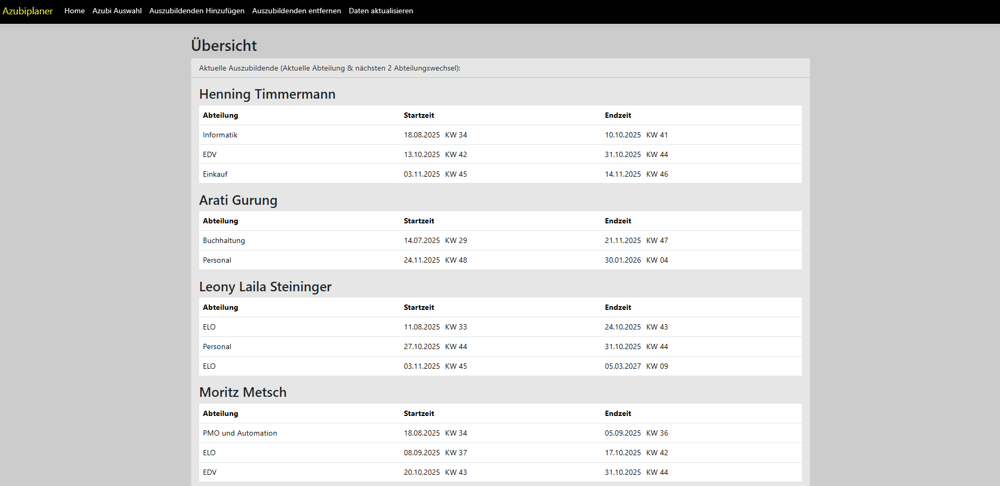 Azubiplaner Home Azubi Auswahl Auszubildenden Hinzufügen Auszubildenden entfernen Daten aktualisieren
Übersicht
Aktuelle Auszubildende (Aktuelle Abteilung & nächsten 2 Abteilungswechsel):
Henning Timmermann
Abteilung Startzeit Endzeit
Informatik 18.08.2025 KW 34 10.10.2025 KW 41
EDV 13.10.2025 KW 42 31.10.2025 KW 44
Einkauf 03.11.2025 KW 45 14.11.2025 KW 46
Arati Gurung
Abteilung Startzeit Endzeit
Buchhaltung 14.07.2025 KW 29 21.11.2025 KW 47
Personal 24.11.2025 KW 48 30.01.2026 KW 04
Leony Laila Steininger
Abteilung Startzeit Endzeit
ELO 11.08.2025 KW 33 24.10.2025 KW 43
Personal 27.10.2025 KW 44 31.10.2025 KW 44
ELO 03.11.2025 KW 45 05.03.2027 KW 09
Moritz Metsch
Abteilung Startzeit Endzeit
PMO und Automation 18.08.2025 KW 34 05.09.2025 KW 36
ELO 08.09.2025 KW 37 17.10.2025 KW 42
EDV 20.10.2025 KW 43 31.10.2025 KW 44